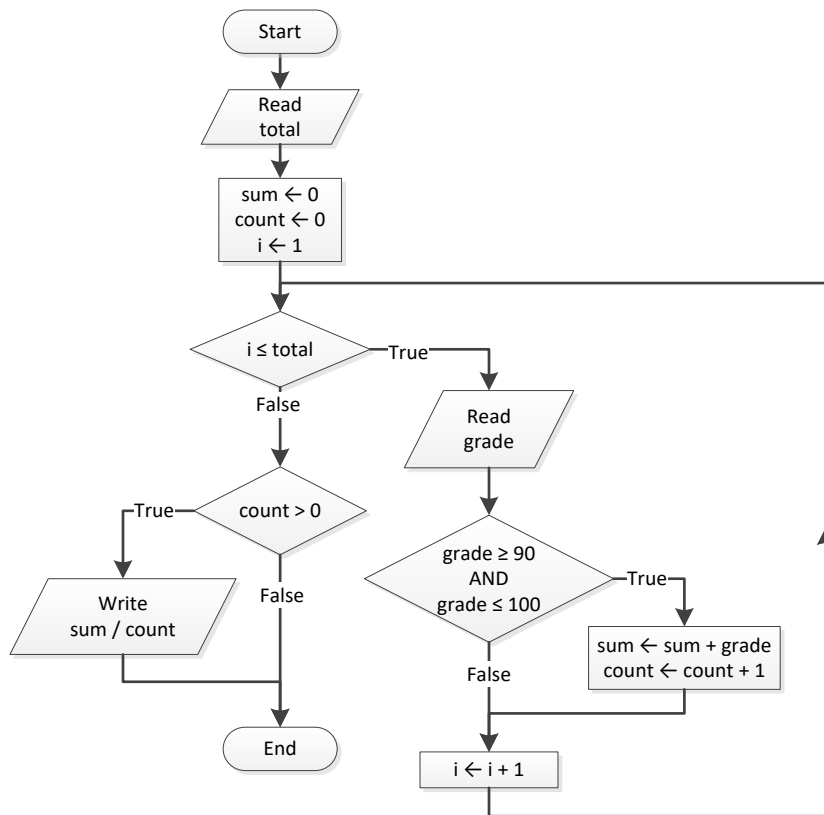 Start
Read
total
sum ← 0
count ← 0
i ← 1
i ≤ total
True
False
Read
grade
count > 0
True
False
Write
sum / count
grade ≥ 90
AND
grade ≤ 100
True
False
sum ← sum + grade
count ← count + 1
End
i ← i + 1